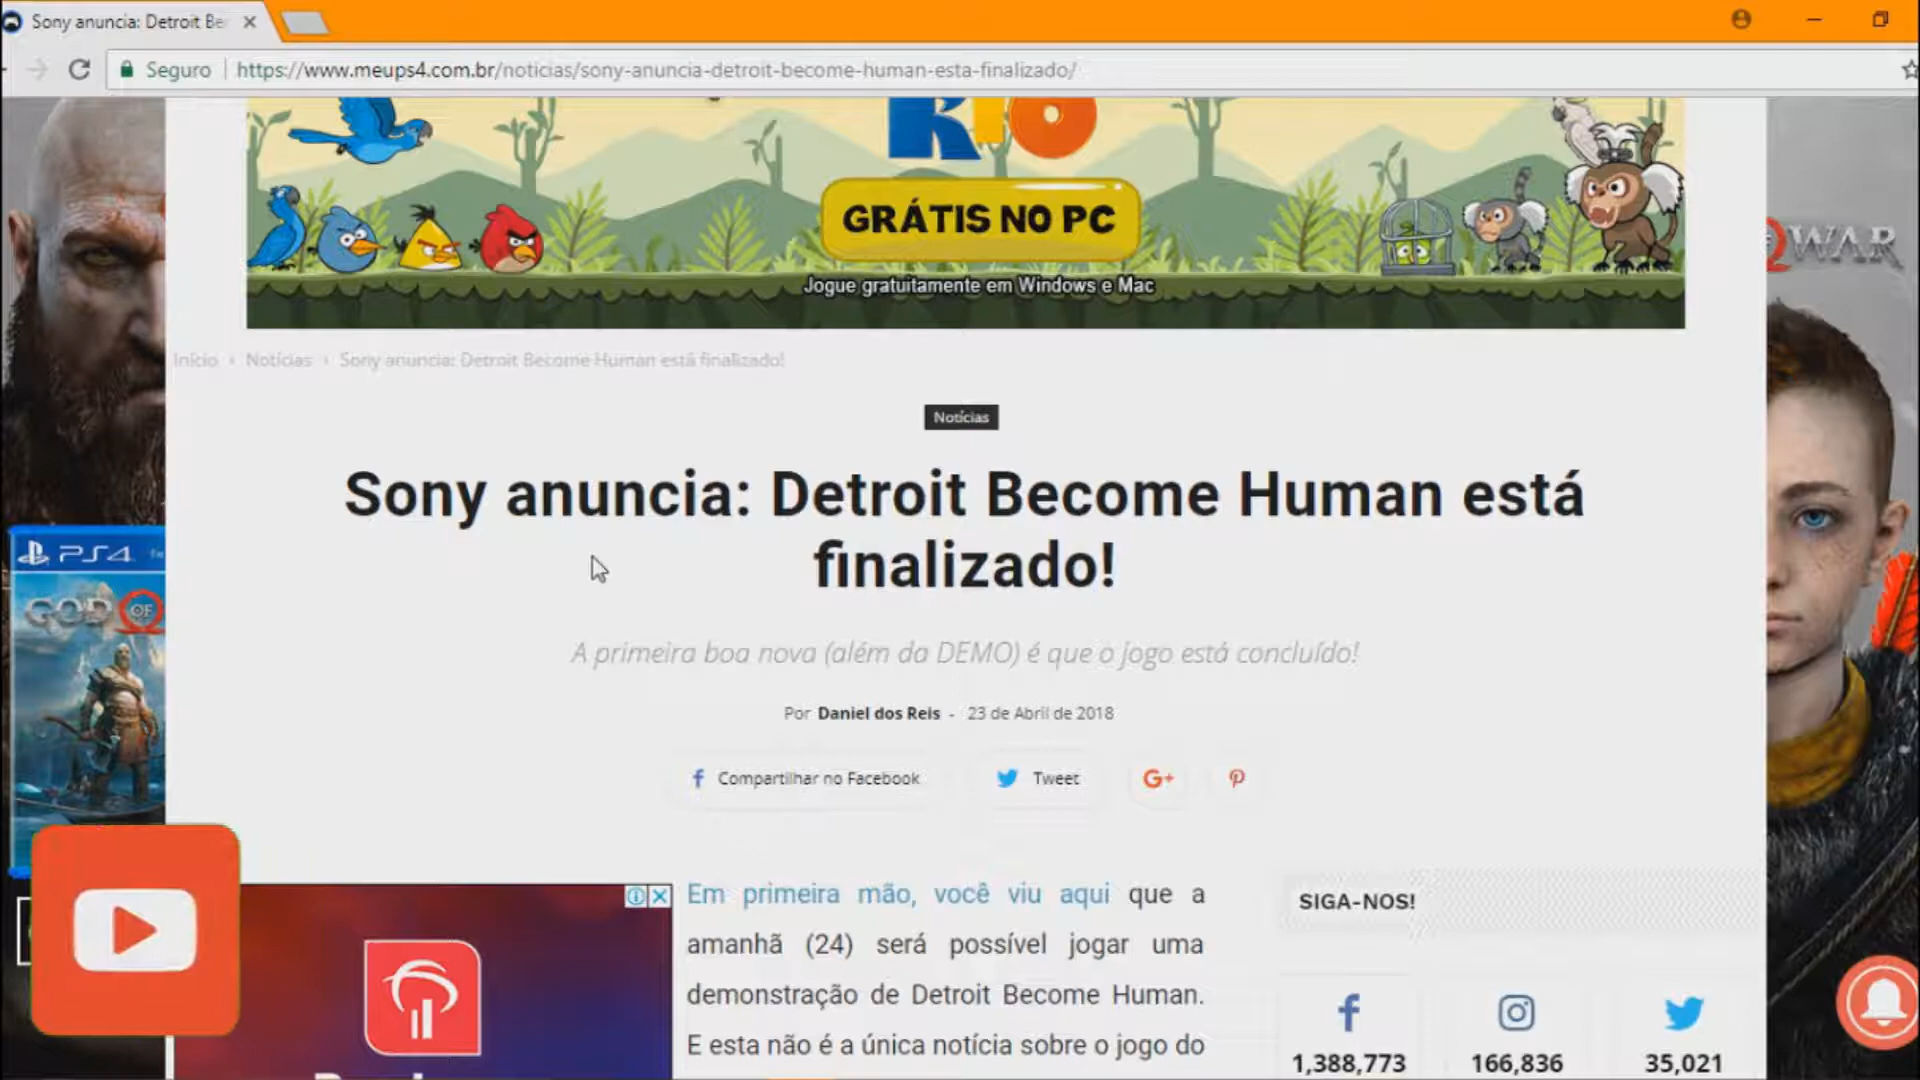 Sony anuncia: Detroit Be
Seguro
https://www.meups4.com.br/noticias/sony-anuncia-detroit-become-human-esta-finalizado/
RIO
GRÁTIS NO PC
Jogue gratuitamente em Windows e Mac
WAR
Início › Notícias › Sony anuncia: Detroit Become Human está finalizado!
Notícias
Sony anuncia: Detroit Become Human está
finalizado!
PS4
GOD OF
A primeira boa nova (além da DEMO) é que o jogo está concluído!
Por Daniel dos Reis - 23 de Abril de 2018
Compartilhar no Facebook
Tweet
G+
Em primeira mão, você viu aqui que a
amanhã (24) será possível jogar uma
demonstração de Detroit Become Human.
E esta não é a única notícia sobre o jogo do
SIGA-NOS!
1,388,773
166,836
35,021